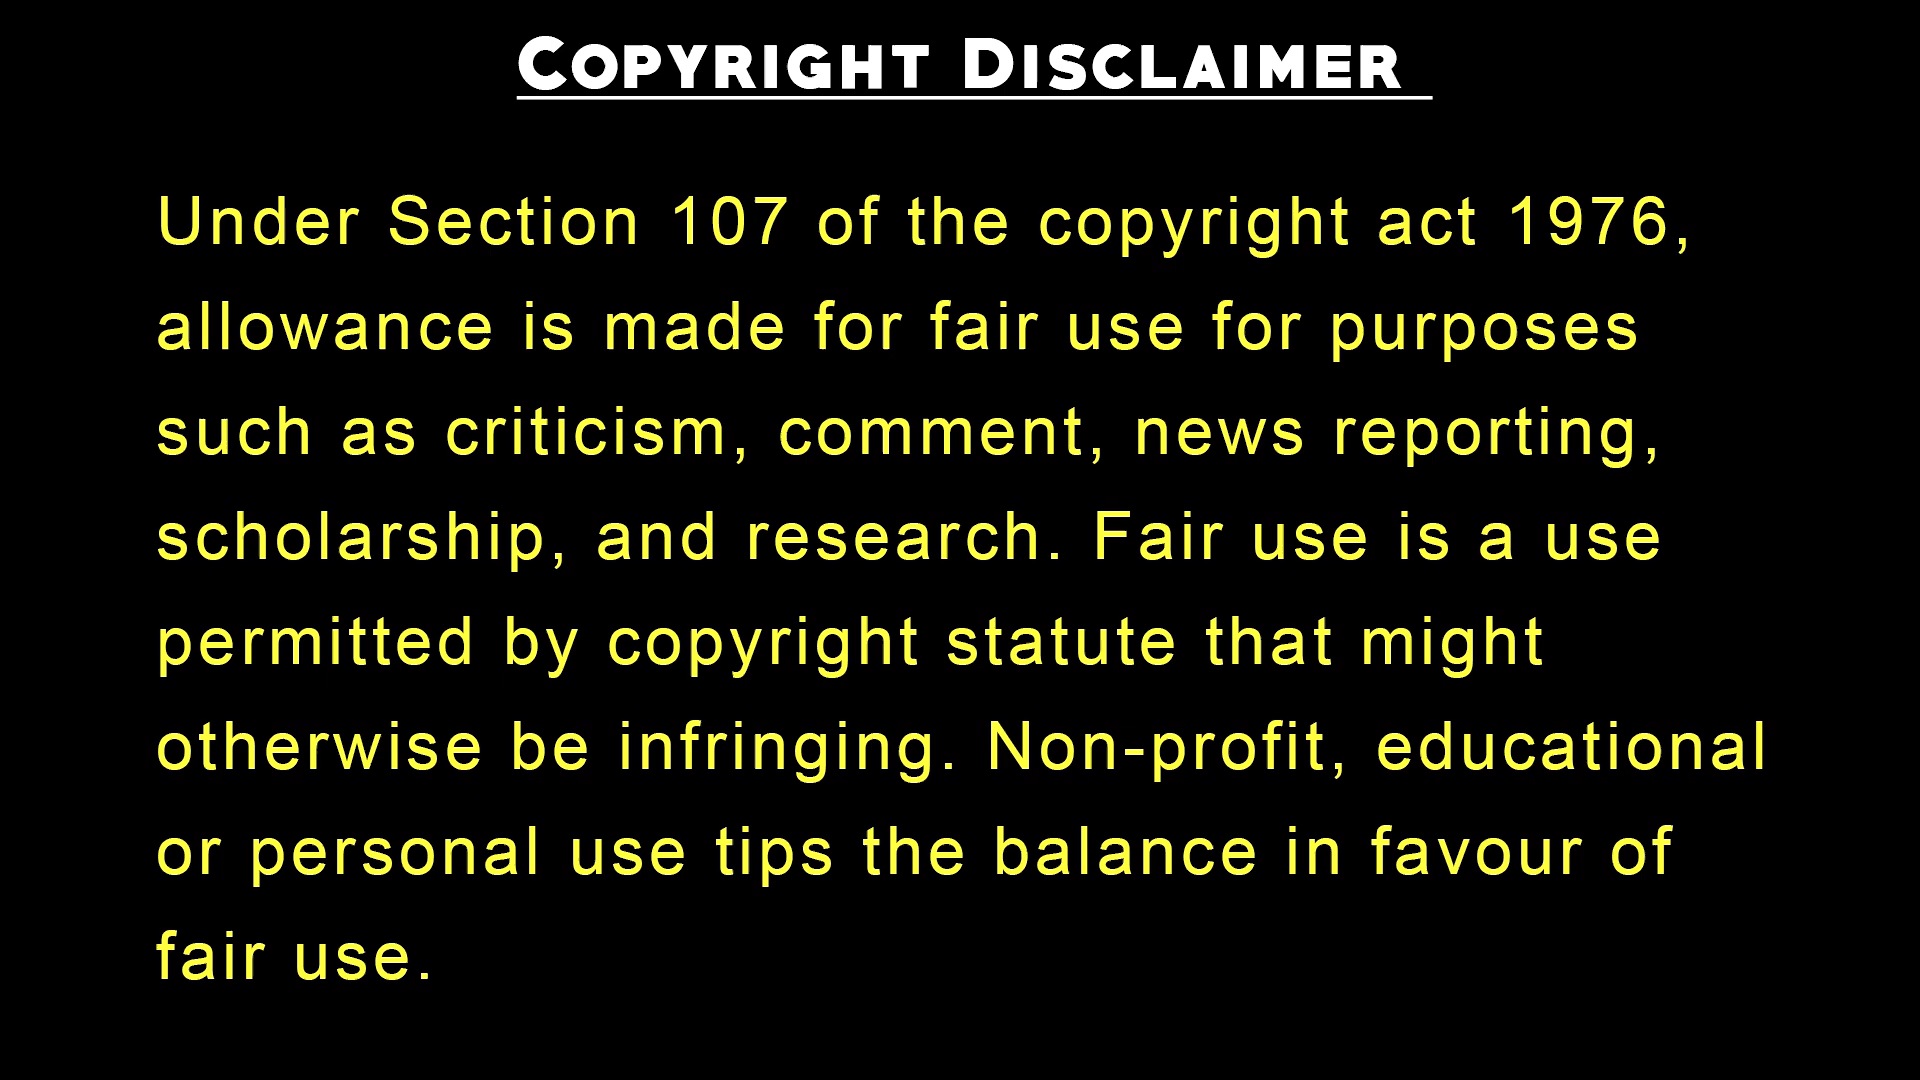 Copyright Disclaimer
Under Section 107 of the copyright act 1976,
allowance is made for fair use for purposes
such as criticism, comment, news reporting,
scholarship, and research. Fair use is a use
permitted by copyright statute that might
otherwise be infringing. Non-profit, educational
or personal use tips the balance in favour of
fair use.